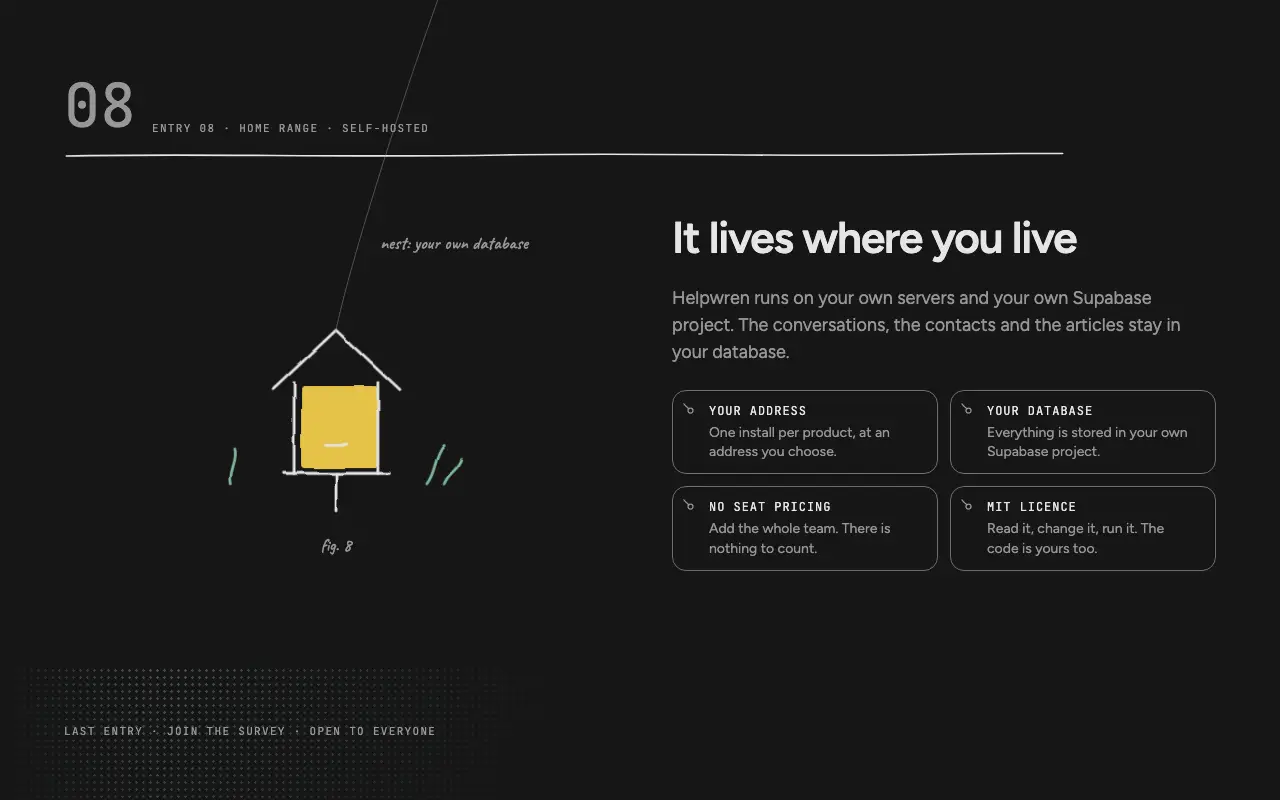 08
ENTRY 08 · HOME RANGE · SELF-HOSTED
nest: your own database
fig. 8
It lives where you live
Helpwren runs on your own servers and your own Supabase
project. The conversations, the contacts and the articles stay in
your database.
YOUR ADDRESS
One install per product, at an
address you choose.
YOUR DATABASE
Everything is stored in your own
Supabase project.
NO SEAT PRICING
Add the whole team. There is
nothing to count.
MIT LICENCE
Read it, change it, run it. The
code is yours too.
LAST ENTRY · JOIN THE SURVEY · OPEN TO EVERYONE